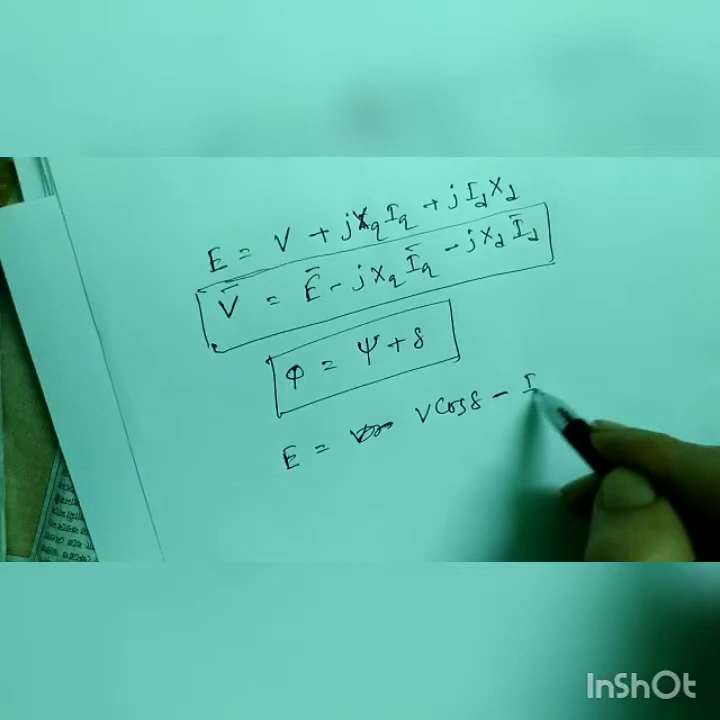 E = V + jXqIq + jIdXd
V̄ = Ē - jXqĪq - jXdĪd
φ = ψ + δ
E = Vcosδ - I
InShOt